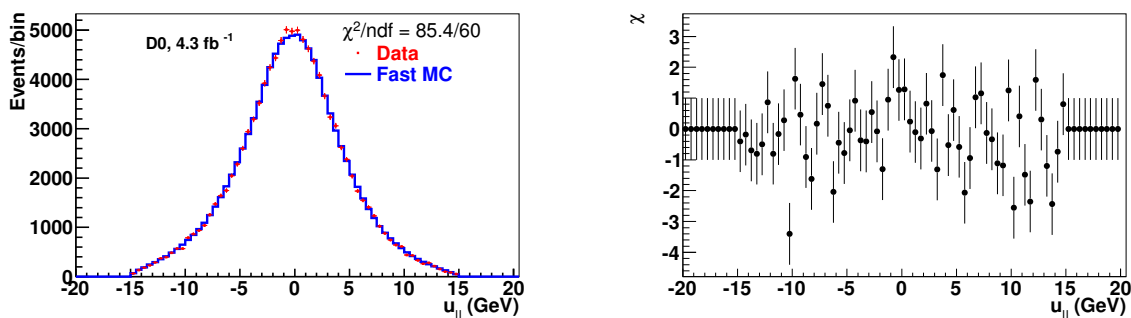 Events/bin
5000
4000
3000
2000
1000
0
D0, 4.3 fb⁻¹
χ²/ndf = 85.4/60
Data
Fast MC
-20 -15 -10 -5 0 5 10 15 20
u_|| (GeV)
χ
3
2
1
0
-1
-2
-3
-4
-20 -15 -10 -5 0 5 10 15 20
u_|| (GeV)